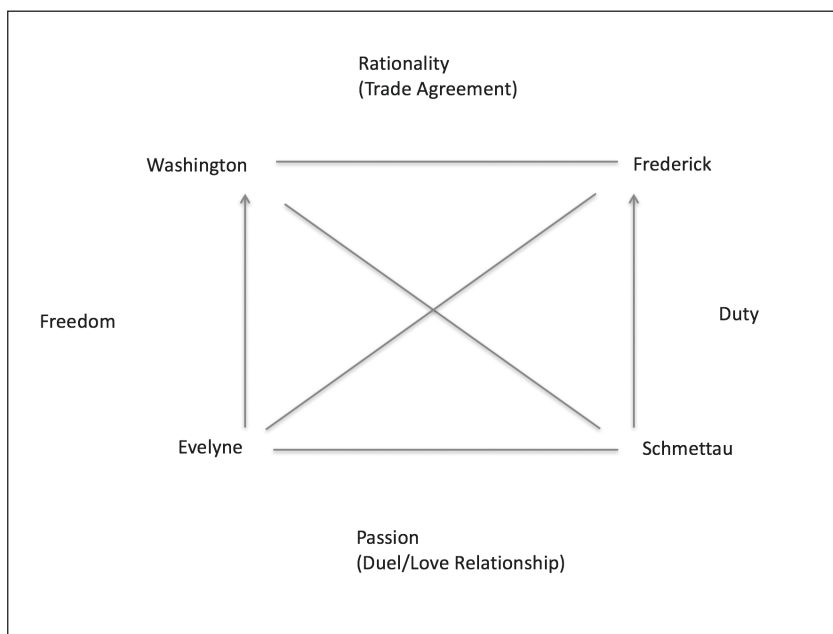 Rationality
(Trade Agreement)
Washington
Frederick
Freedom
Duty
Evelyne
Schmettau
Passion
(Duel/Love Relationship)